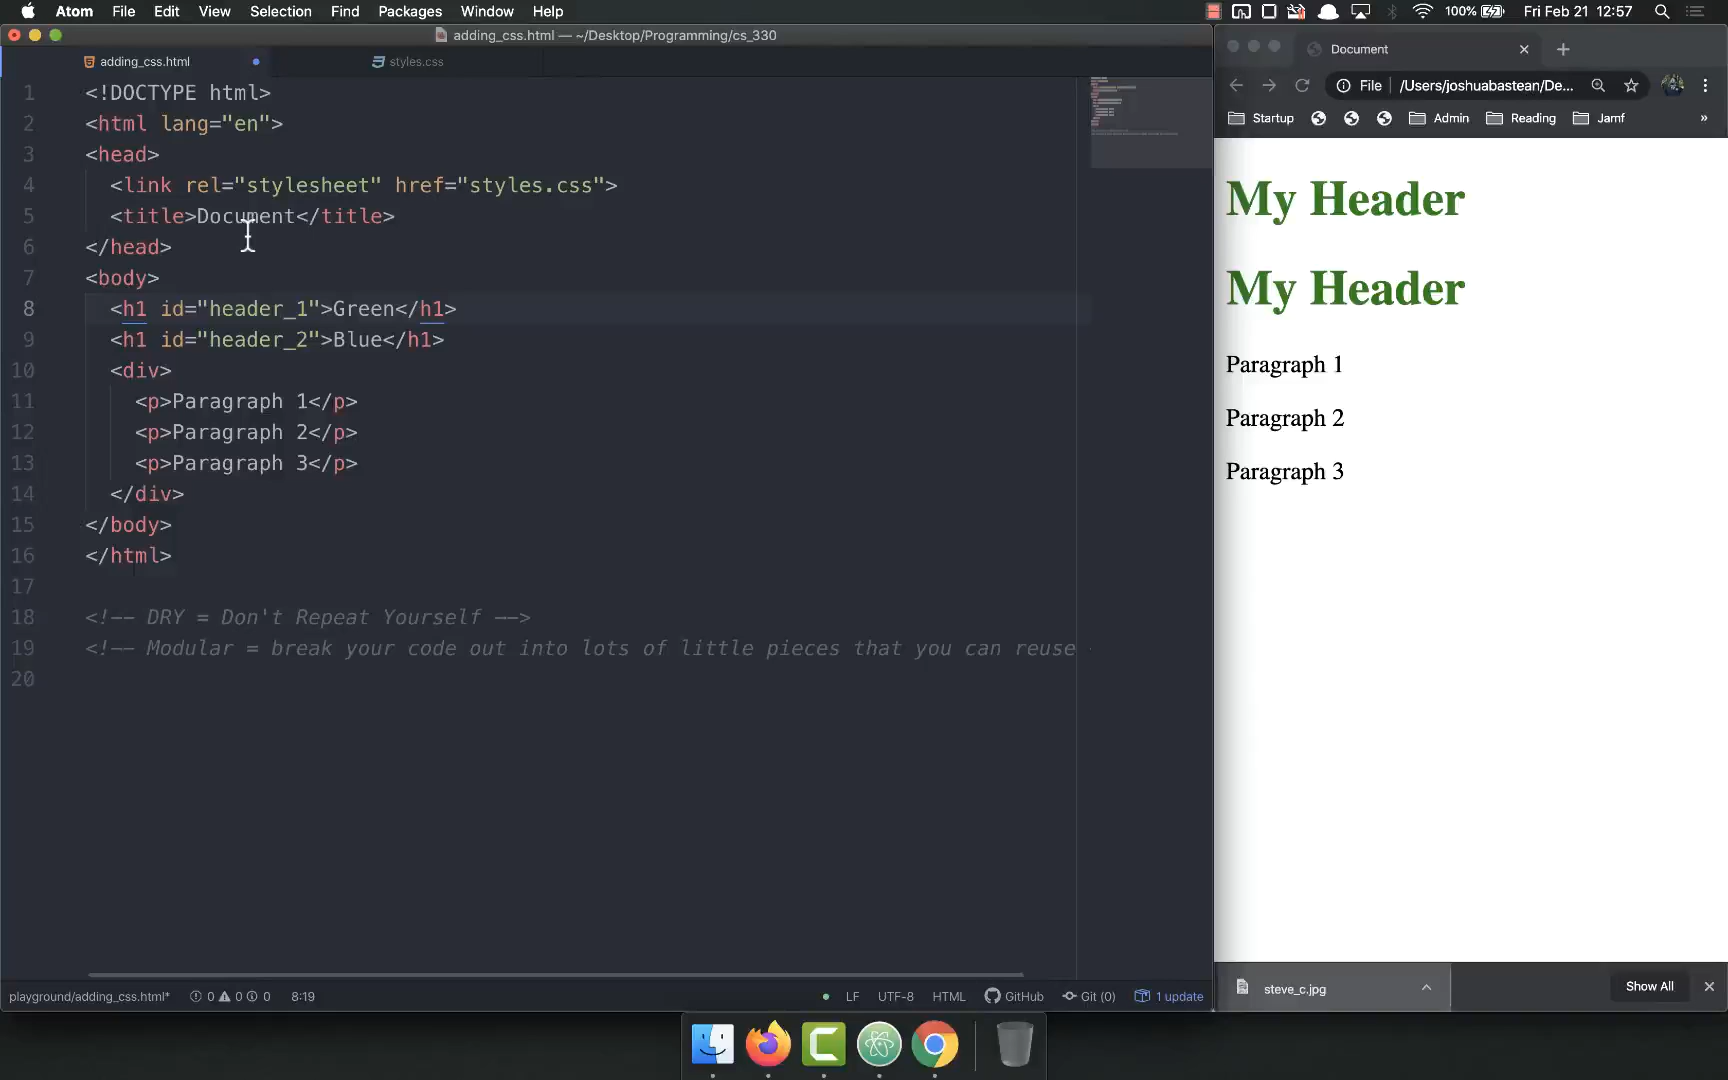 Atom File Edit View Selection Find Packages Window Help 100% Fri Feb 21 12:57
adding_css.html — ~/Desktop/Programming/cs_330
adding_css.html styles.css
1 <!DOCTYPE html>
2 <html lang="en">
3 <head>
4 <link rel="stylesheet" href="styles.css">
5 <title>Document</title>
6 </head>
7 <body>
8 <h1 id="header_1">Green</h1>
9 <h1 id="header_2">Blue</h1>
10 <div>
11 <p>Paragraph 1</p>
12 <p>Paragraph 2</p>
13 <p>Paragraph 3</p>
14 </div>
15 </body>
16 </html>
17
18 <!-- DRY = Don't Repeat Yourself -->
19 <!-- Modular = break your code out into lots of little pieces that you can reuse
20
playground/adding_css.html* 0 0 0 8:19 LF UTF-8 HTML GitHub Git (0) 1 update
Document
File /Users/joshuabastean/De...
Startup Admin Reading Jamf »
My Header
My Header
Paragraph 1
Paragraph 2
Paragraph 3
steve_c.jpg Show All